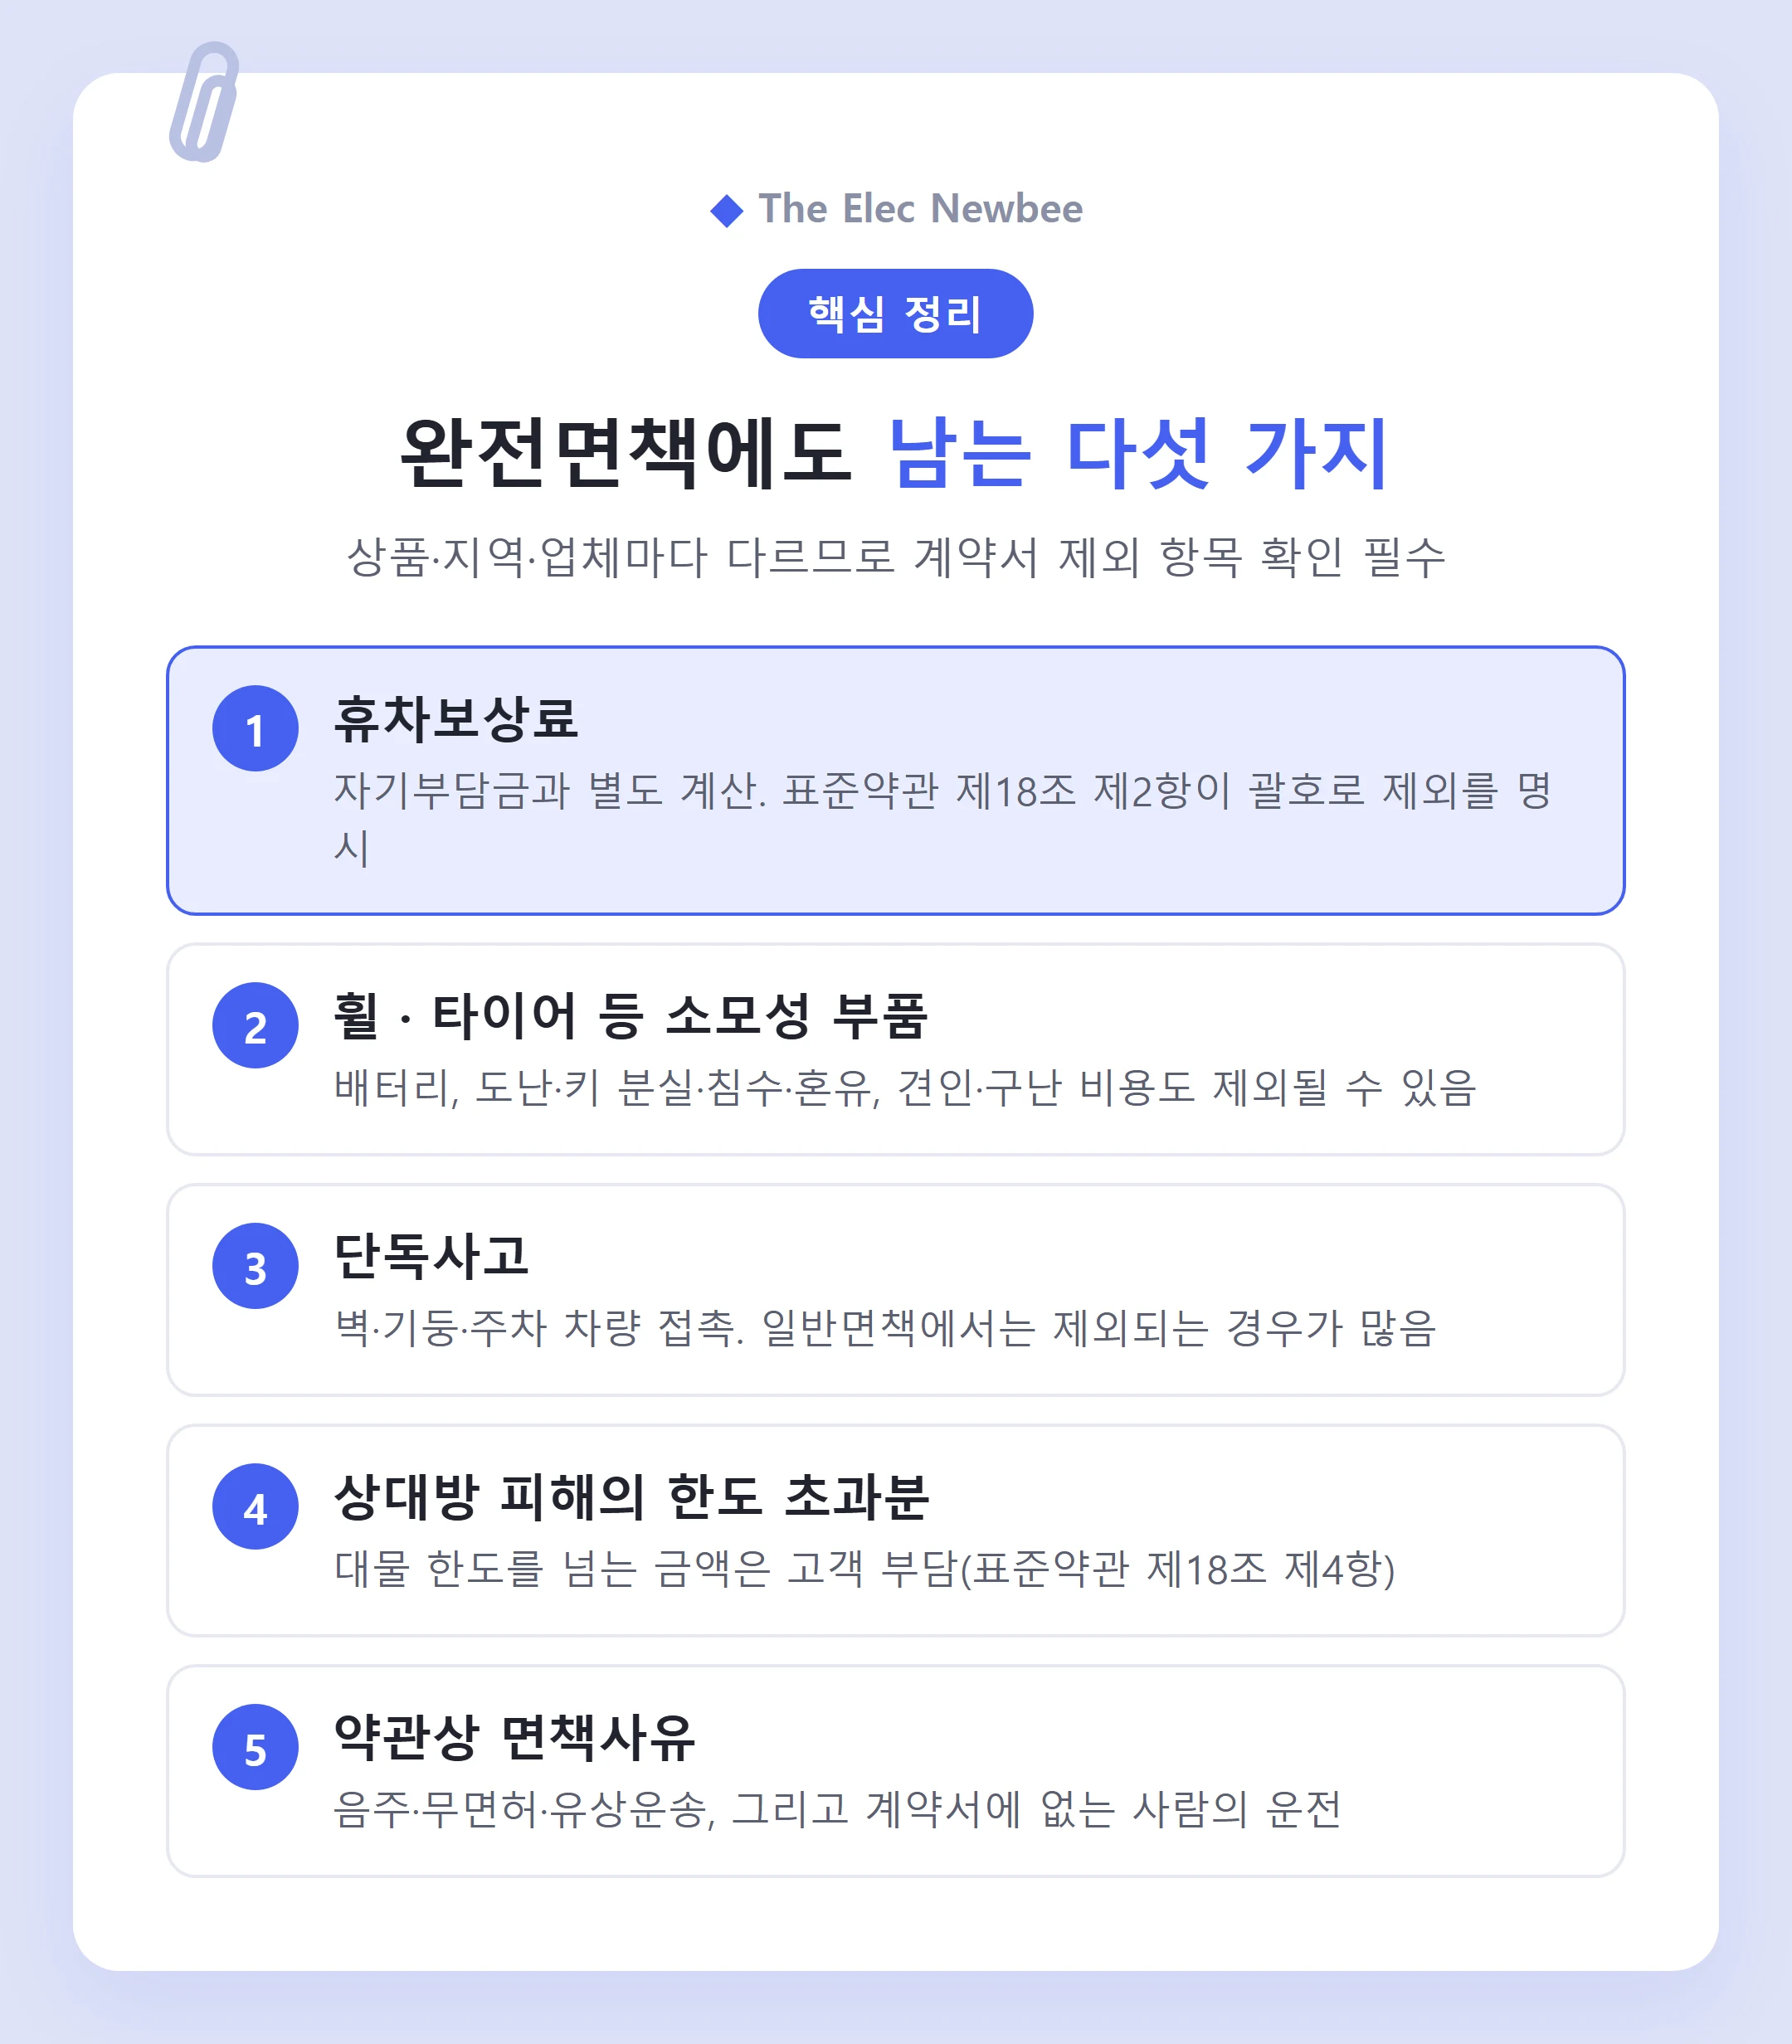 The Elec Newbee
핵심 정리
완전면책에도 남는 다섯 가지
상품·지역·업체마다 다르므로 계약서 제외 항목 확인 필수
1
휴차보상료
자기부담금과 별도 계산. 표준약관 제18조 제2항이 괄호로 제외를 명
시
2
휠 · 타이어 등 소모성 부품
배터리, 도난·키 분실·침수·혼유, 견인·구난 비용도 제외될 수 있음
3
단독사고
벽·기둥·주차 차량 접촉. 일반면책에서는 제외되는 경우가 많음
4
상대방 피해의 한도 초과분
대물 한도를 넘는 금액은 고객 부담(표준약관 제18조 제4항)
5
약관상 면책사유
음주·무면허·유상운송, 그리고 계약서에 없는 사람의 운전